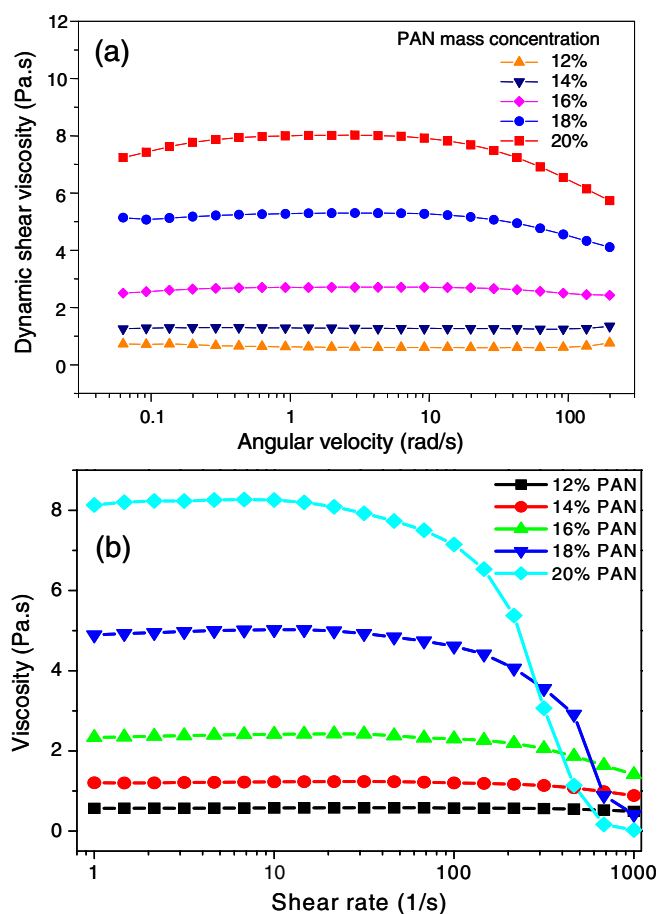 (a)
PAN mass concentration
12%
14%
16%
18%
20%
12
10
8
6
4
2
0
Dynamic shear viscosity (Pa.s)
0.1 1 10 100
Angular velocity (rad/s)
(b)
12% PAN
14% PAN
16% PAN
18% PAN
20% PAN
8
6
4
2
0
Viscosity (Pa.s)
1 10 100 1000
Shear rate (1/s)